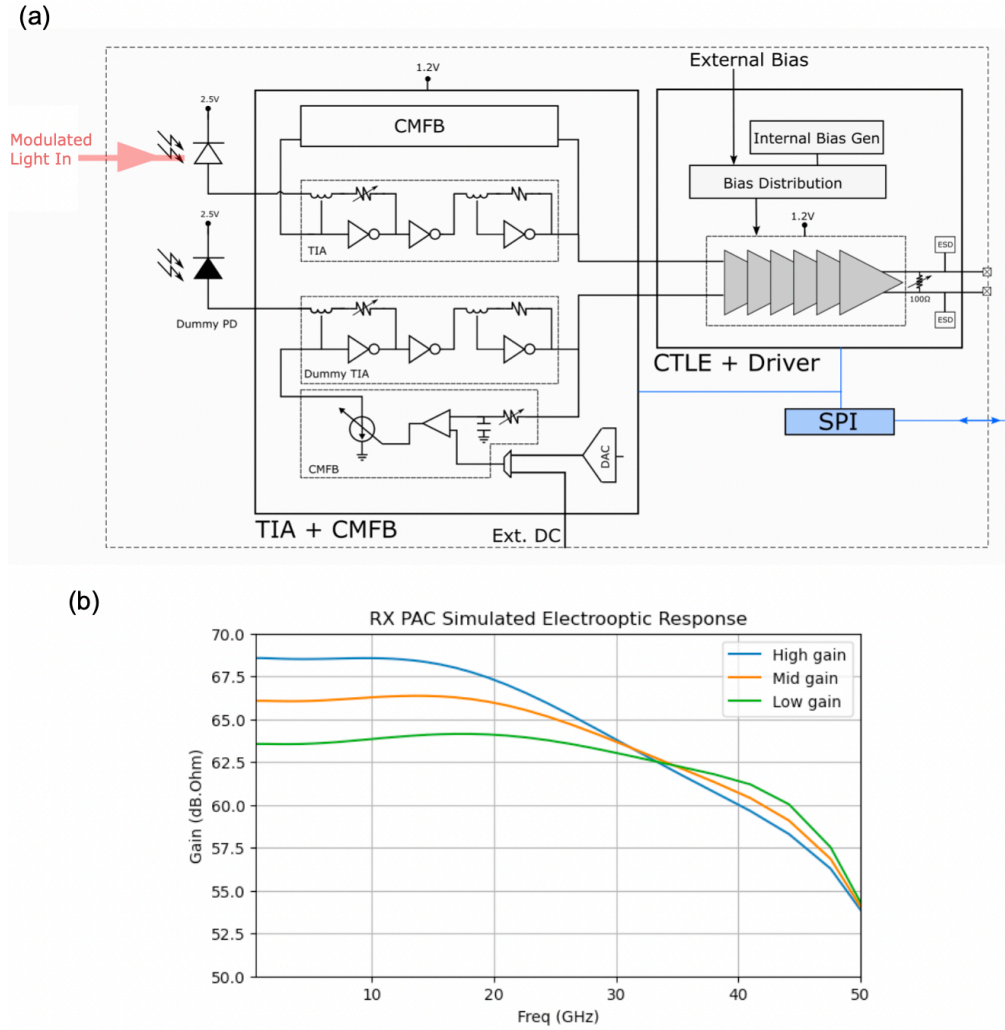 (a)
External Bias
1.2V
2.5V
CMFB
Modulated
Light In
Internal Bias Gen
Bias Distribution
2.5V
1.2V
TIA
ESD
100Ω
ESD
Dummy PD
Dummy TIA
CTLE + Driver
SPI
CMFB
DAC
TIA + CMFB
Ext. DC
(b)
RX PAC Simulated Electrooptic Response
High gain
Mid gain
Low gain
Gain (dB.Ohm)
70.0
67.5
65.0
62.5
60.0
57.5
55.0
52.5
50.0
10 20 30 40 50
Freq (GHz)